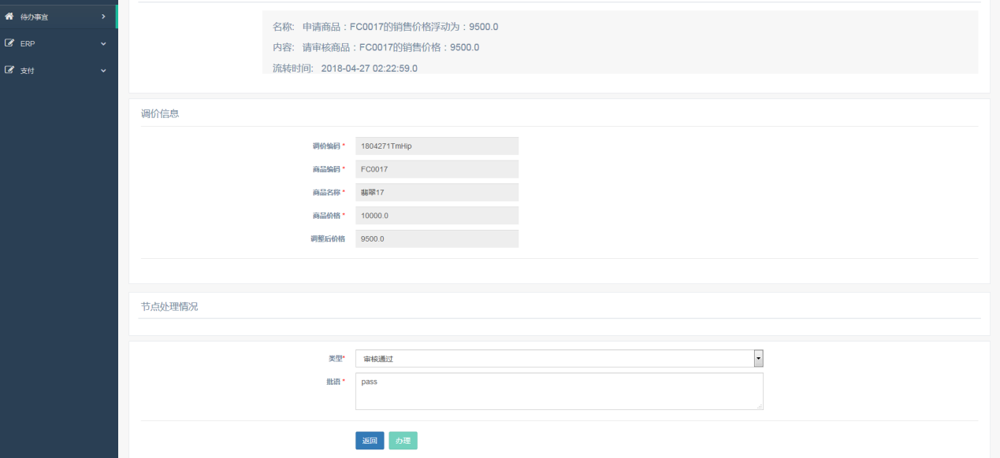 待办事宜
ERP
支付
名称: 申请商品：FC0017的销售价格浮动为：9500.0
内容: 请审核商品：FC0017的销售价格：9500.0
流转时间: 2018-04-27 02:22:59.0
调价信息
调价编码 * 1804271TmHip
商品编码 * FC0017
商品名称 * 翡翠17
商品价格 * 10000.0
调整后价格 9500.0
节点处理情况
类型* 审核通过
批语 * pass
返回 办理